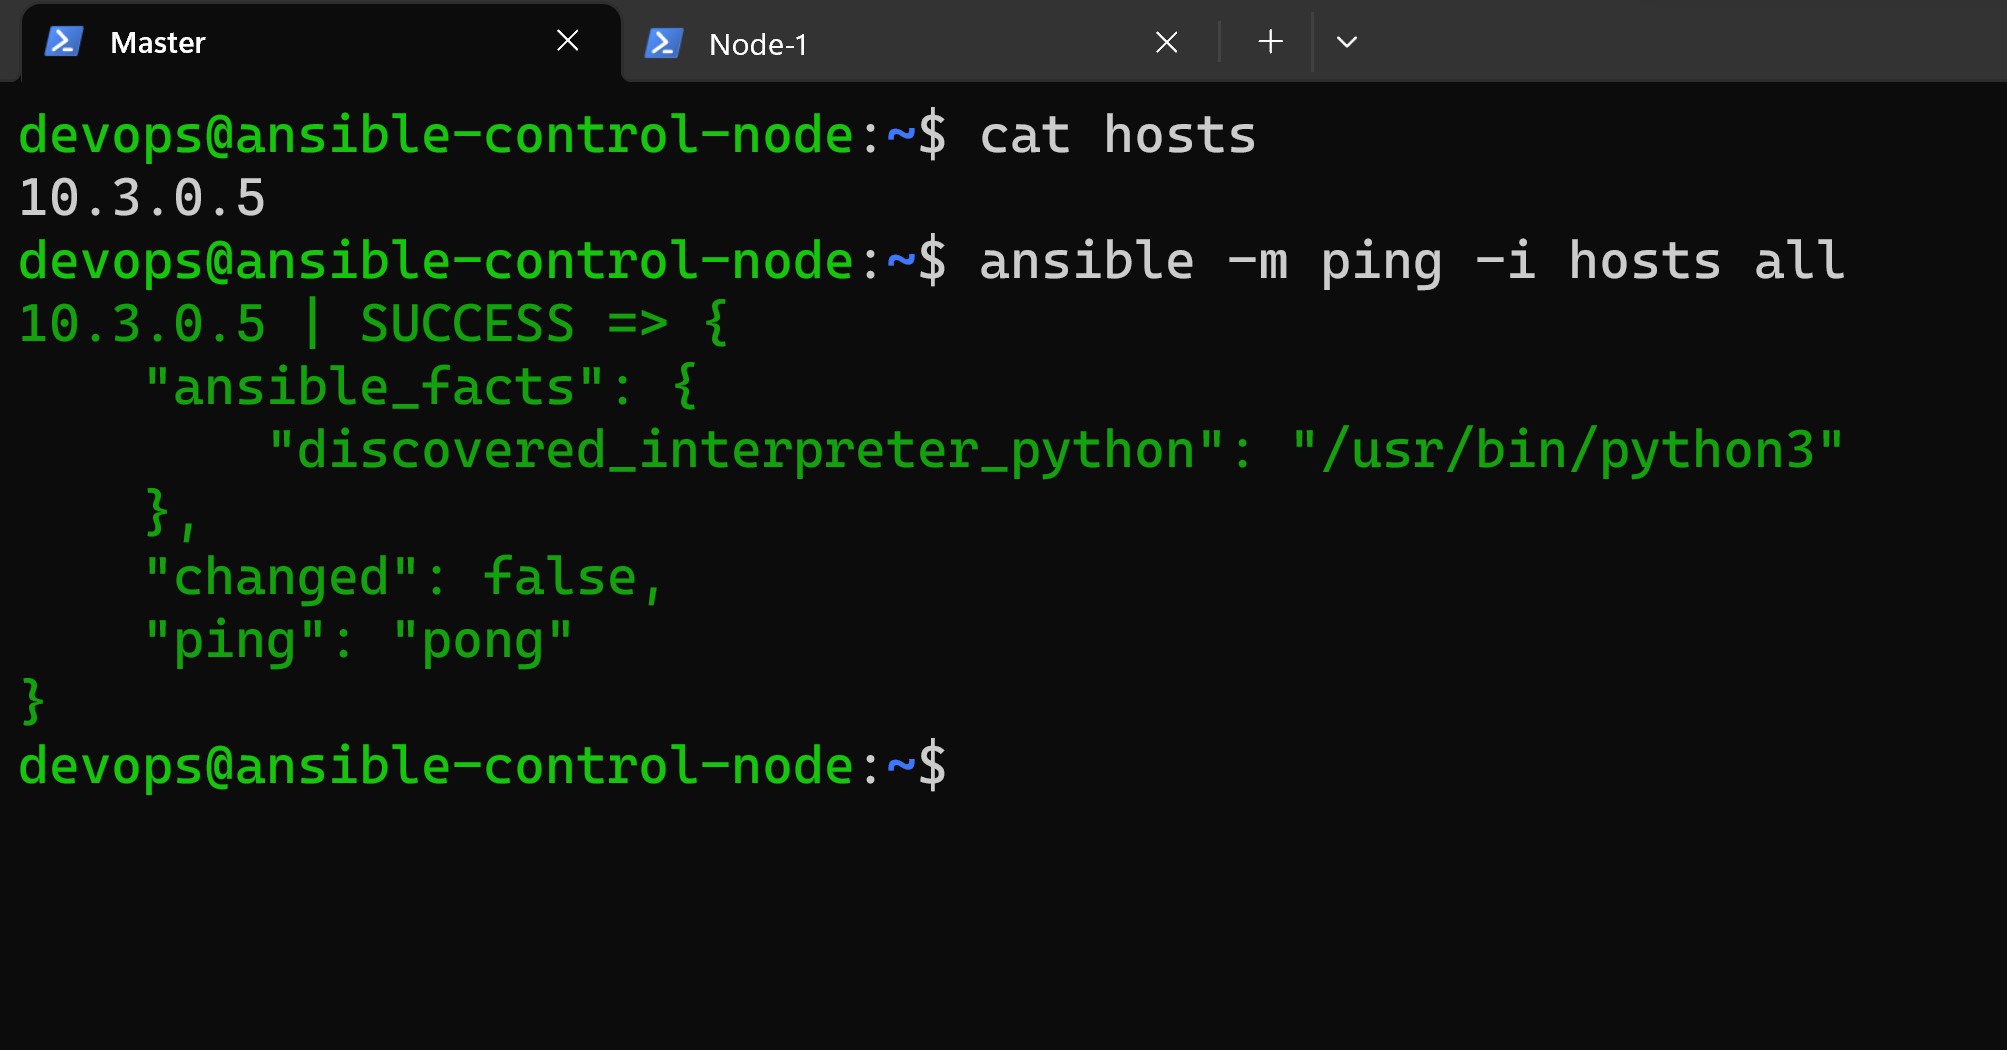 Master
Node-1
devops@ansible-control-node:~$ cat hosts
10.3.0.5
devops@ansible-control-node:~$ ansible -m ping -i hosts all
10.3.0.5 | SUCCESS => {
    "ansible_facts": {
        "discovered_interpreter_python": "/usr/bin/python3"
    },
    "changed": false,
    "ping": "pong"
}
devops@ansible-control-node:~$